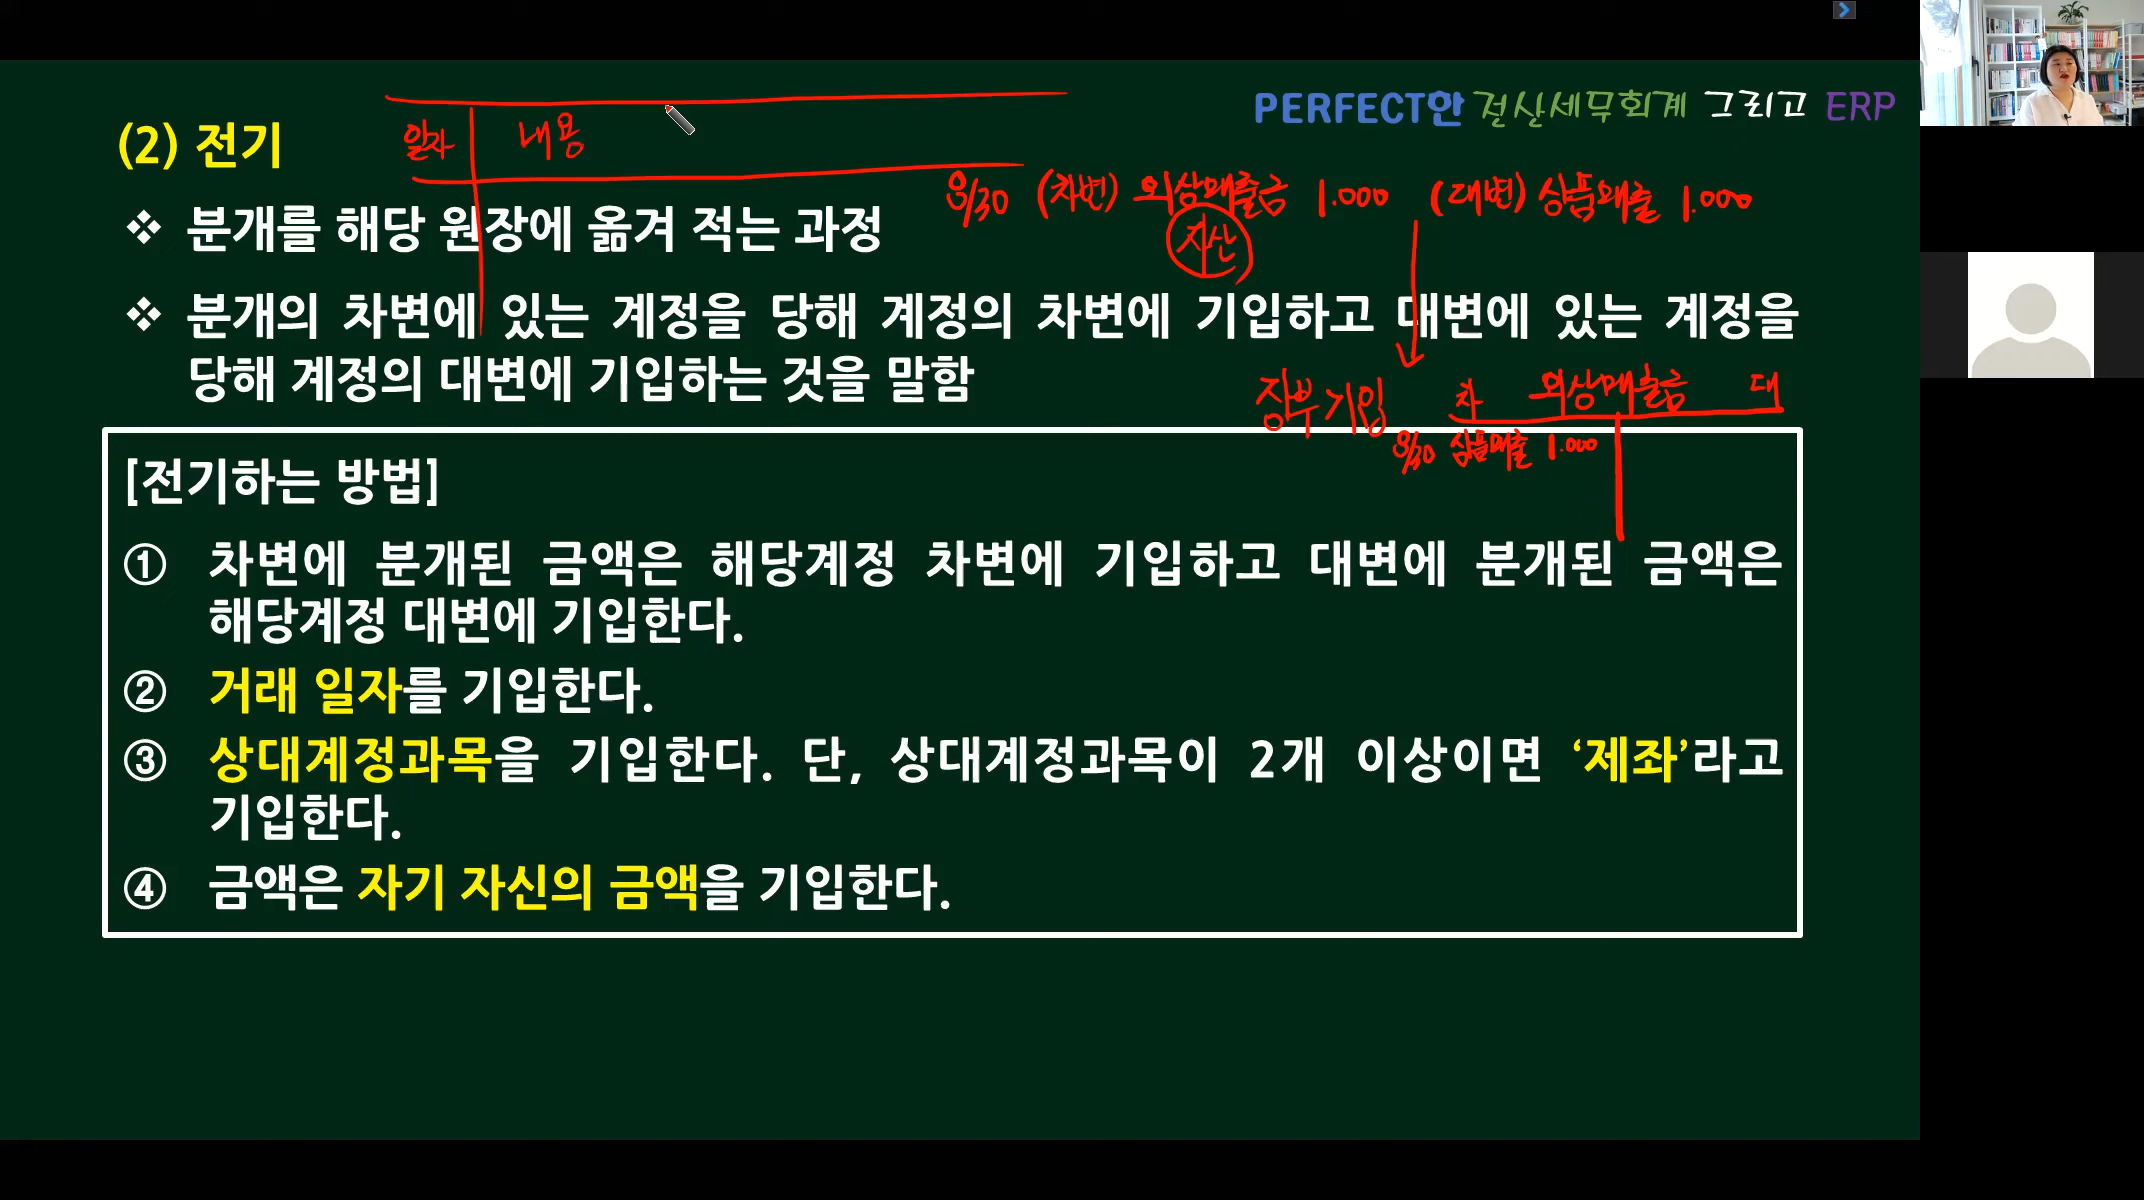 PERFECT한 전산세무회계 그리고 ERP
(2) 전기
일자 내용
8/30 (차변) 외상매출금 1.000 (대변) 상품매출 1.000
자산
❖ 분개를 해당 원장에 옮겨 적는 과정
❖ 분개의 차변에 있는 계정을 당해 계정의 차변에 기입하고 대변에 있는 계정을
당해 계정의 대변에 기입하는 것을 말함
장부기입 차 외상매출금 대
8/30 상품매출 1.000
[전기하는 방법]
① 차변에 분개된 금액은 해당계정 차변에 기입하고 대변에 분개된 금액은
해당계정 대변에 기입한다.
② 거래 일자를 기입한다.
③ 상대계정과목을 기입한다. 단, 상대계정과목이 2개 이상이면 ‘제좌’라고
기입한다.
④ 금액은 자기 자신의 금액을 기입한다.